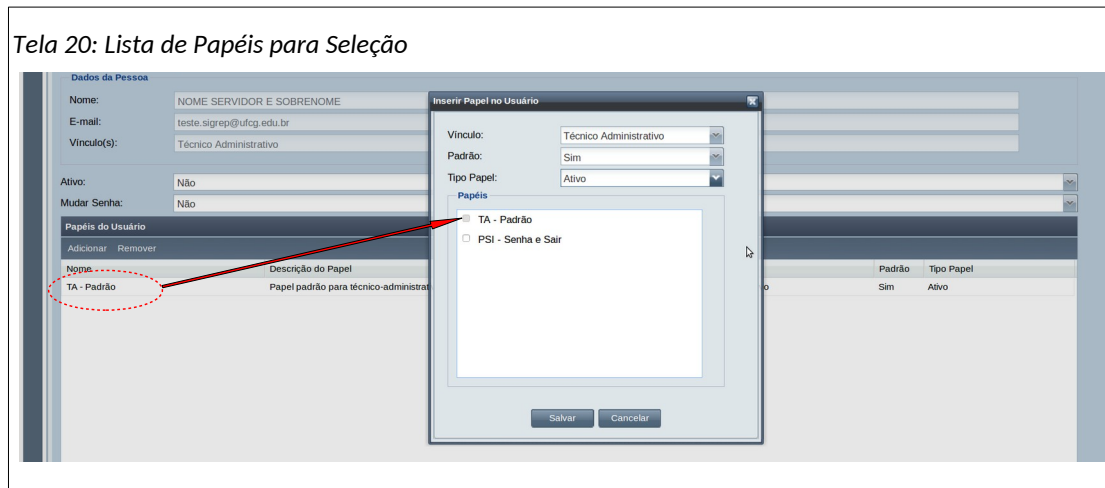 Tela 20: Lista de Papéis para Seleção
Dados da Pessoa
Nome: NOME SERVIDOR E SOBRENOME
E-mail: teste.sigrep@ufcg.edu.br
Vínculo(s): Técnico Administrativo
Ativo: Não
Mudar Senha: Não
Papéis do Usuário
Adicionar Remover
Nome Descrição do Papel Padrão Tipo Papel
TA - Padrão Papel padrão para técnico-administrat o Sim Ativo
Inserir Papel no Usuário
Vínculo: Técnico Administrativo
Padrão: Sim
Tipo Papel: Ativo
Papéis
TA - Padrão
PSI - Senha e Sair
Salvar Cancelar